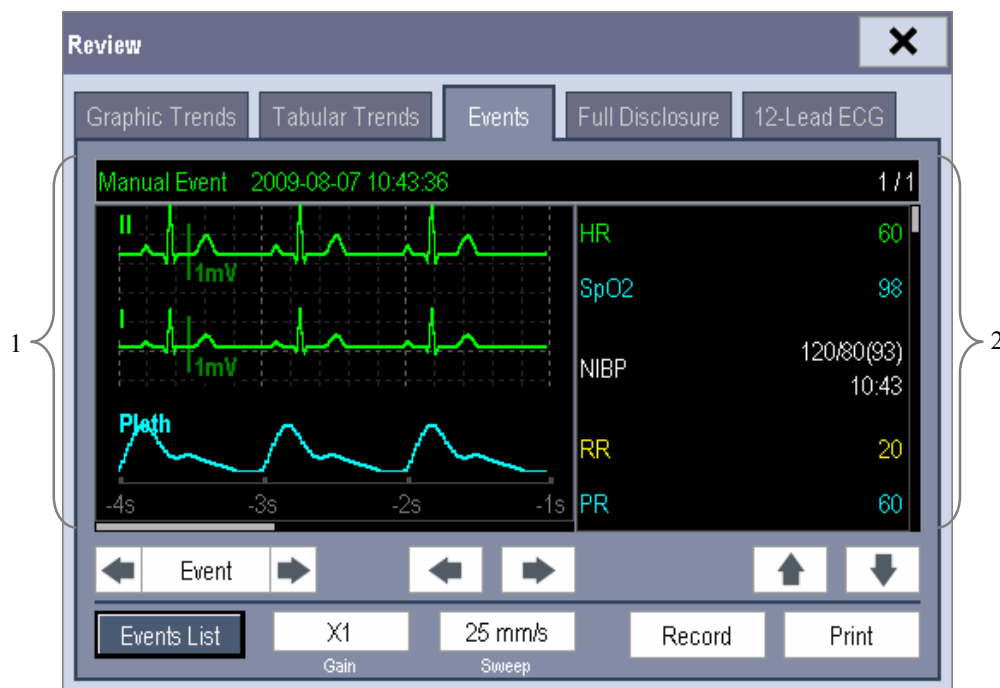 Review
Graphic Trends Tabular Trends Events Full Disclosure 12-Lead ECG
Manual Event 2009-08-07 10:43:36 1/1
II
1mV
I
1mV
Pleth
-4s -3s -2s -1s
HR 60
SpO2 98
NIBP 120/80(93)
10:43
RR 20
PR 60
1
2
Event
Events List X1 25 mm/s Record Print
Gain Sweep